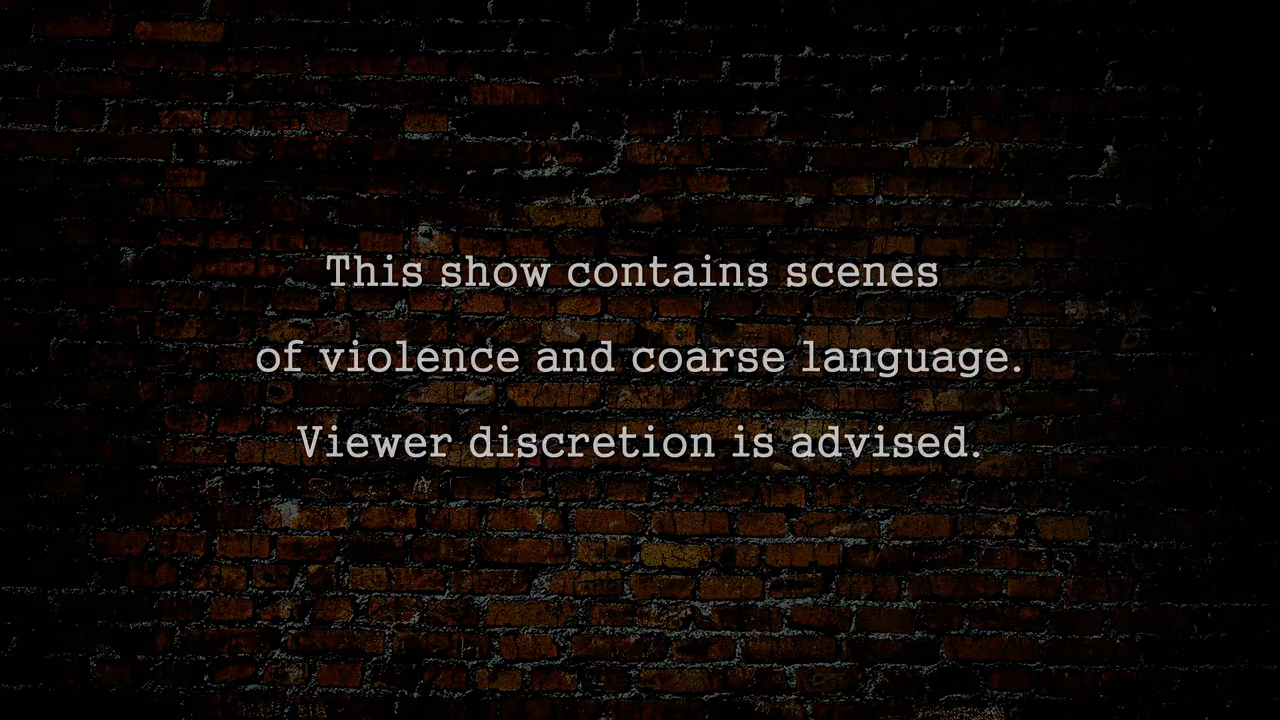 This show contains scenes
of violence and coarse language.
Viewer discretion is advised.